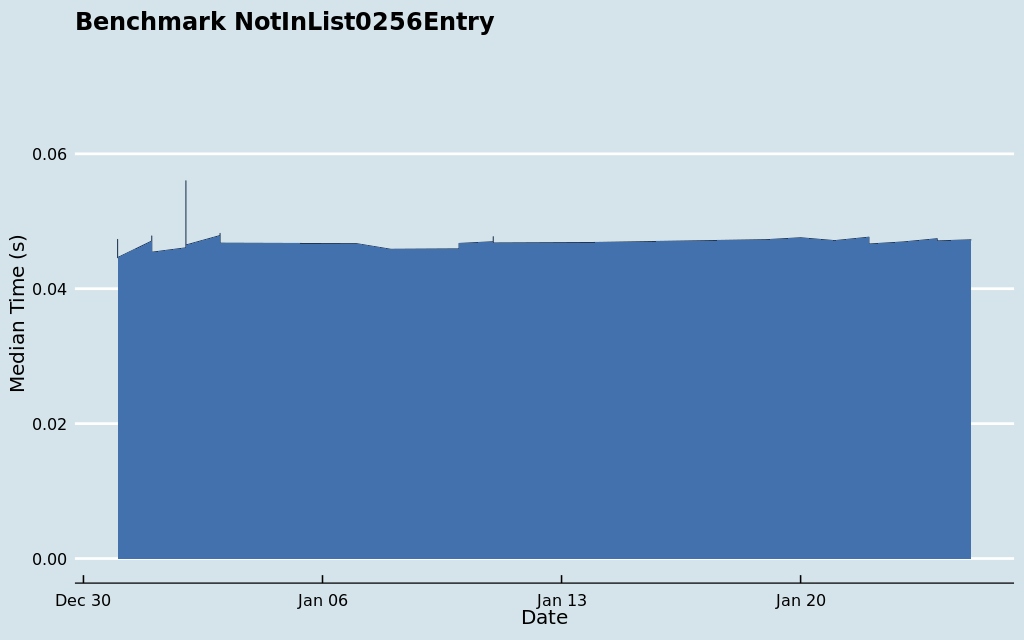 Benchmark NotInList0256Entry
Median Time (s)
0.06
0.04
0.02
0.00
Dec 30
Jan 06
Jan 13
Jan 20
Date